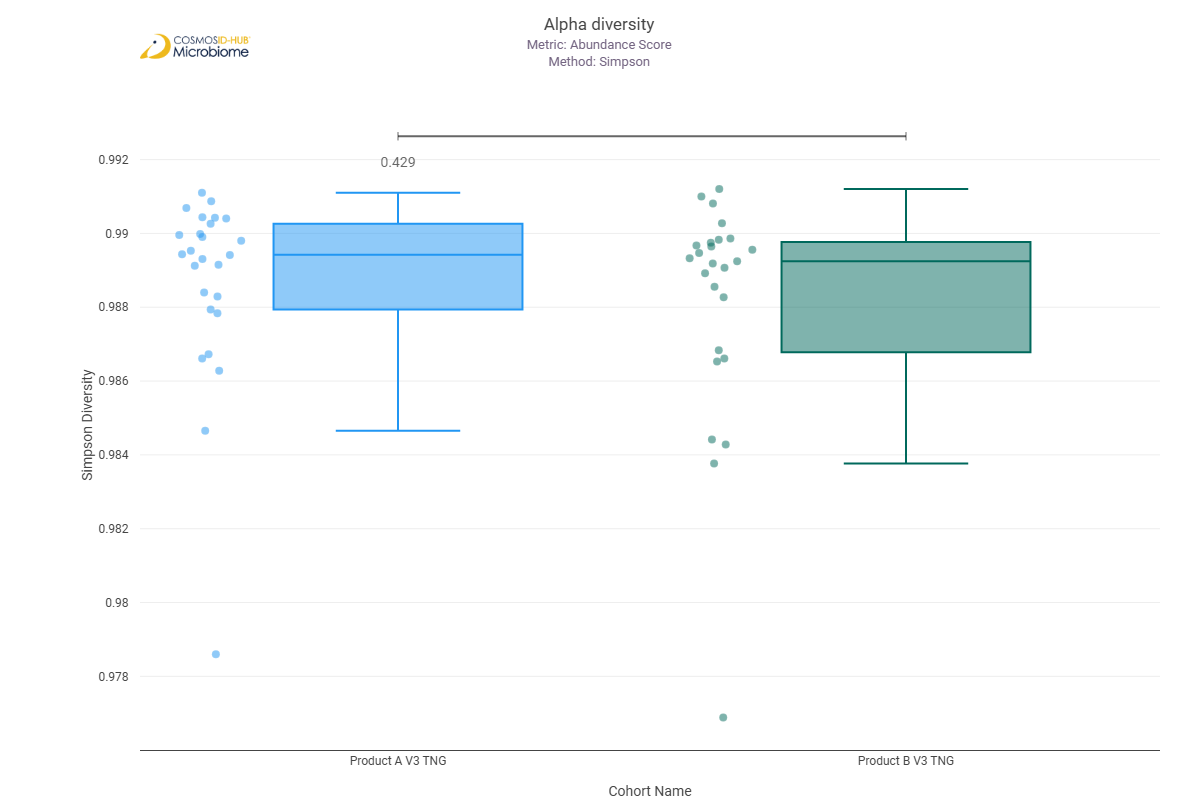 Alpha diversity
Metric: Abundance Score
Method: Simpson
COSMOSID-HUB
Microbiome
0.429
0.992
0.99
0.988
0.986
0.984
0.982
0.98
0.978
Simpson Diversity
Product A V3 TNG
Product B V3 TNG
Cohort Name